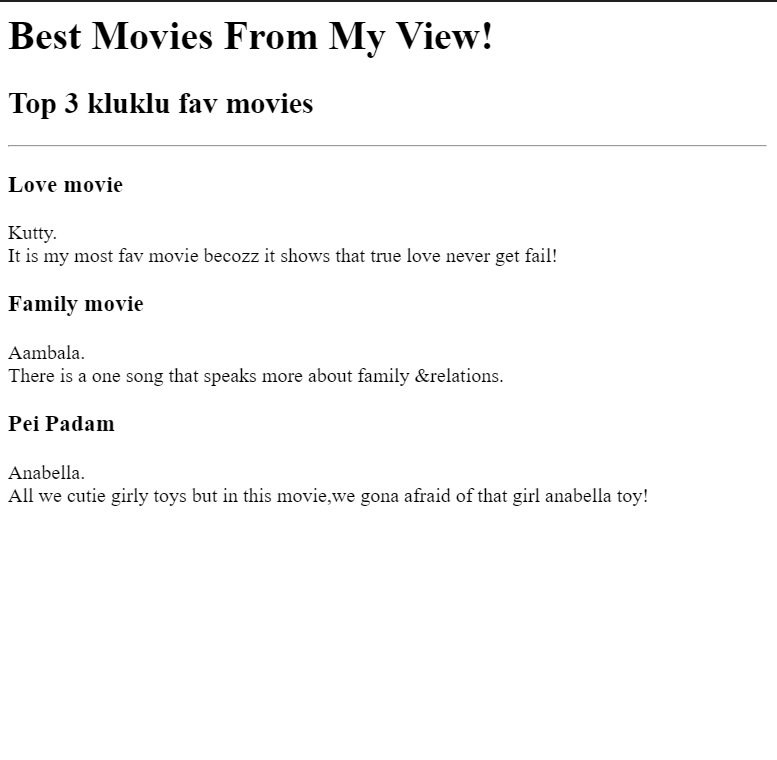 Best Movies From My View!
Top 3 kluklu fav movies
Love movie
Kutty.
It is my most fav movie becozz it shows that true love never get fail!
Family movie
Aambala.
There is a one song that speaks more about family &relations.
Pei Padam
Anabella.
All we cutie girly toys but in this movie,we gona afraid of that girl anabella toy!